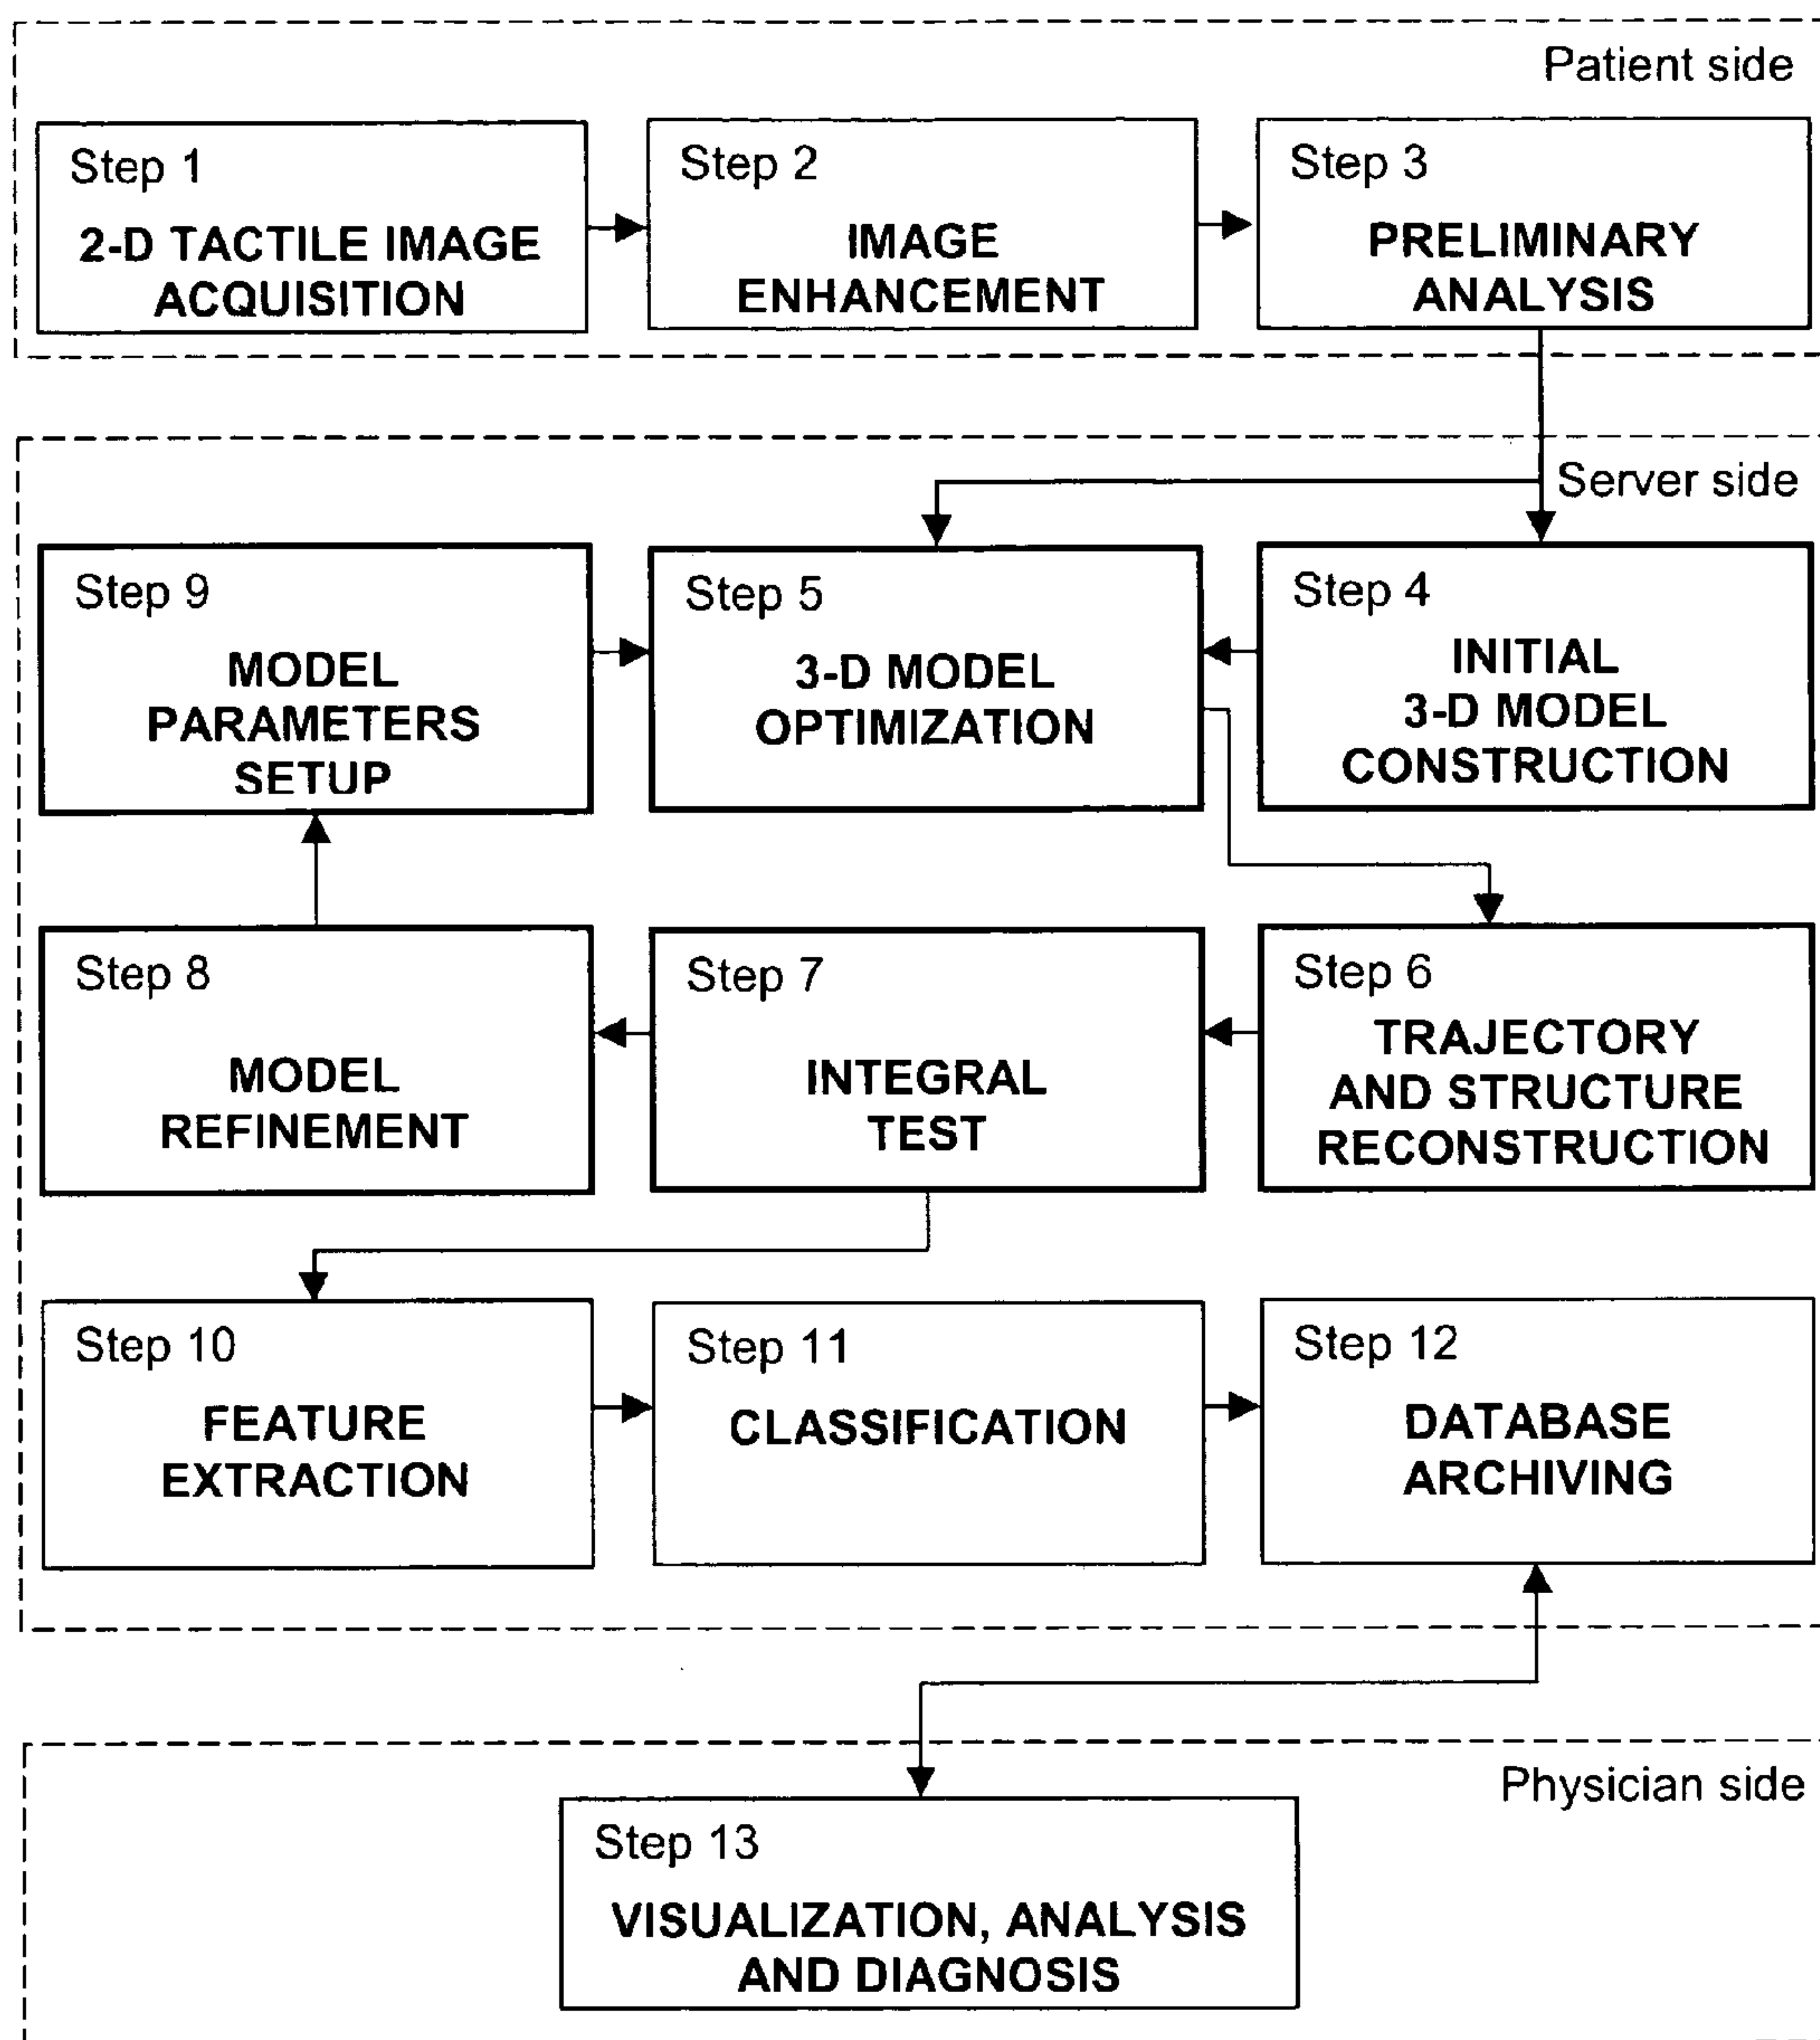 Patient side
Step 1
2-D TACTILE IMAGE
ACQUISITION
Step 2
IMAGE
ENHANCEMENT
Step 3
PRELIMINARY
ANALYSIS
Server side
Step 9
MODEL
PARAMETERS
SETUP
Step 5
3-D MODEL
OPTIMIZATION
Step 4
INITIAL
3-D MODEL
CONSTRUCTION
Step 8
MODEL
REFINEMENT
Step 7
INTEGRAL
TEST
Step 6
TRAJECTORY
AND STRUCTURE
RECONSTRUCTION
Step 10
FEATURE
EXTRACTION
Step 11
CLASSIFICATION
Step 12
DATABASE
ARCHIVING
Physician side
Step 13
VISUALIZATION, ANALYSIS
AND DIAGNOSIS